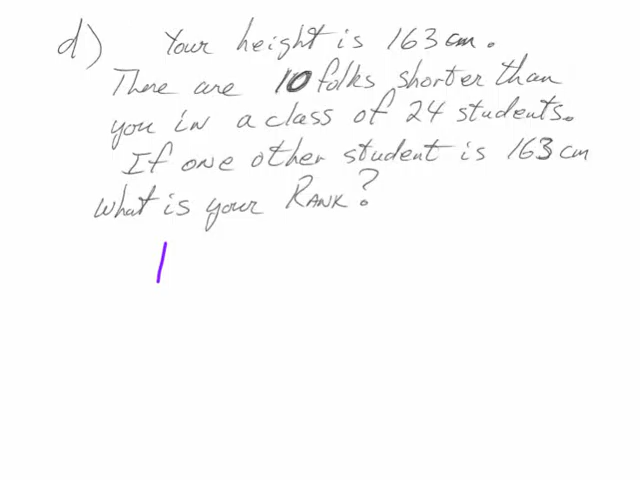 d) Your height is 163 cm.
There are 10 folks shorter than
you in a class of 24 students.
If one other student is 163 cm
what is your RANK?